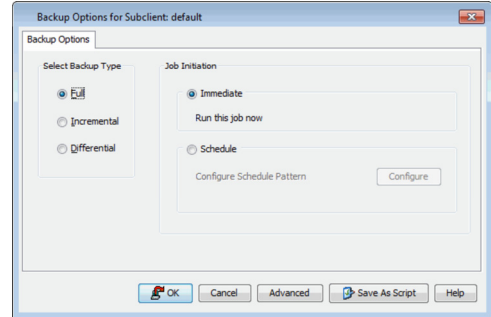 Backup Options for Subclient: default
Backup Options
Select Backup Type
Full
Incremental
Differential
Job Initiation
Immediate
Run this job now
Schedule
Configure Schedule Pattern
Configure
OK
Cancel
Advanced
Save As Script
Help